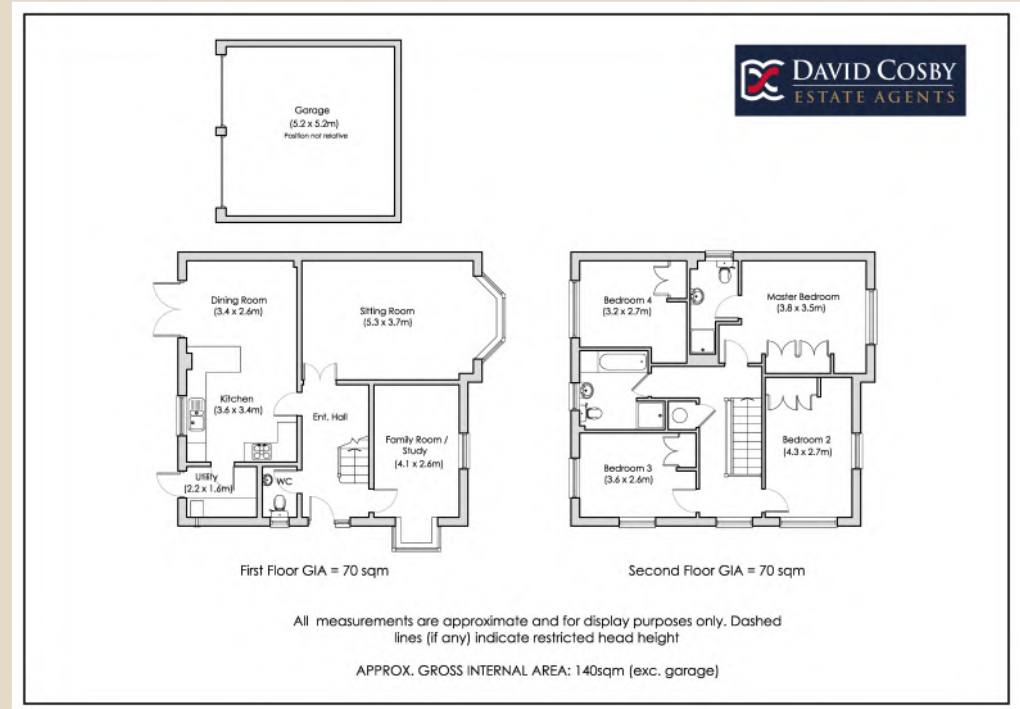 Garage
(5.2 x 5.2m)
Position not relative
DAVID COSBY
ESTATE AGENTS
Dining Room
(3.4 x 2.6m)
Sitting Room
(5.3 x 3.7m)
Kitchen
(3.6 x 3.4m)
Ent. Hall
Family Room /
Study
(4.1 x 2.6m)
Utility
(2.2 x 1.6m)
WC
Bedroom 4
(3.2 x 2.7m)
Master Bedroom
(3.8 x 3.5m)
Bedroom 3
(3.6 x 2.6m)
Bedroom 2
(4.3 x 2.7m)
First Floor GIA = 70 sqm
Second Floor GIA = 70 sqm
All measurements are approximate and for display purposes only. Dashed
lines (if any) indicate restricted head height
APPROX. GROSS INTERNAL AREA: 140sqm (exc. garage)